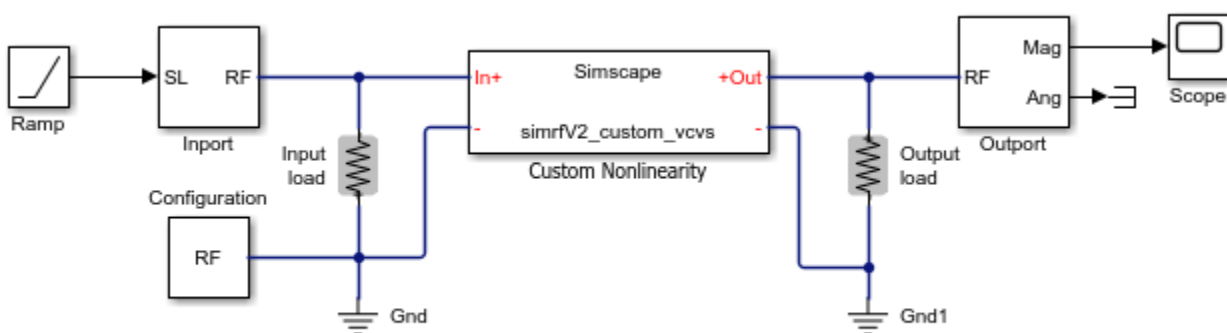 Ramp
SL
RF
Inport
Input
load
Configuration
RF
Gnd
In+
-
Simscape
simrfV2_custom_vcvs
+Out
-
Custom Nonlinearity
Output
load
Gnd1
RF
Mag
Ang
Outport
Scope